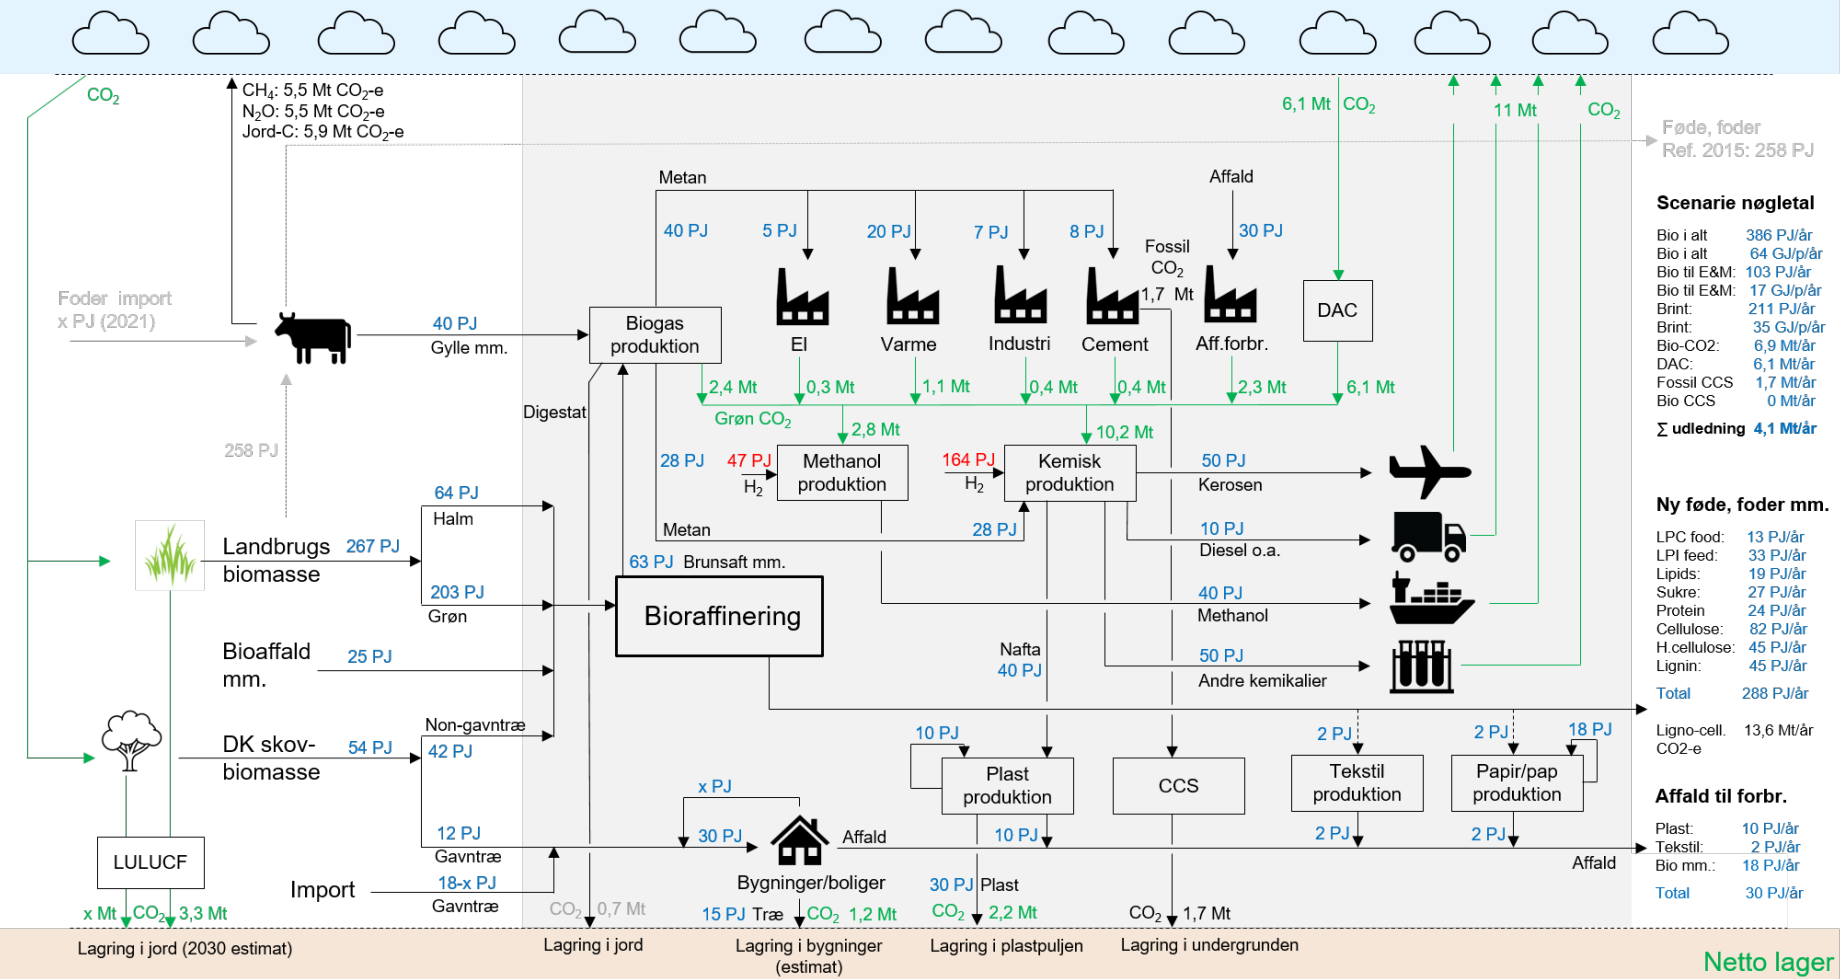 CO₂
CH₄: 5,5 Mt CO₂-e
N₂O: 5,5 Mt CO₂-e
Jord-C: 5,9 Mt CO₂-e
6,1 Mt CO₂
11 Mt CO₂
Føde, foder
Ref. 2015: 258 PJ
Metan
Affald
40 PJ
5 PJ
20 PJ
7 PJ
8 PJ
30 PJ
Fossil
CO₂
1,7 Mt
Foder import
x PJ (2021)
40 PJ
Gylle mm.
Biogas
produktion
El
Varme
Industri
Cement
Aff.forbr.
DAC
2,4 Mt
0,3 Mt
1,1 Mt
0,4 Mt
0,4 Mt
2,3 Mt
6,1 Mt
Digestat
Grøn CO₂
2,8 Mt
10,2 Mt
258 PJ
28 PJ
47 PJ
H₂
Methanol
produktion
164 PJ
H₂
Kemisk
produktion
50 PJ
Kerosen
64 PJ
Halm
Metan
28 PJ
10 PJ
Diesel o.a.
Landbrugs
biomasse
267 PJ
63 PJ Brunsaft mm.
203 PJ
Grøn
Bioraffinering
40 PJ
Methanol
Bioaffald
mm.
25 PJ
Nafta
40 PJ
50 PJ
Andre kemikalier
DK skov-
biomasse
54 PJ
Non-gavntræ
42 PJ
10 PJ
2 PJ
2 PJ
18 PJ
Plast
produktion
CCS
Tekstil
produktion
Papir/pap
produktion
x PJ
12 PJ
Gavntræ
30 PJ
Affald
10 PJ
2 PJ
2 PJ
Affald
LULUCF
Import
18-x PJ
Gavntræ
Bygninger/boliger
x Mt CO₂ 3,3 Mt
CO₂ 0,7 Mt
15 PJ Træ CO₂ 1,2 Mt
30 PJ Plast
CO₂ 2,2 Mt
CO₂ 1,7 Mt
Lagring i jord (2030 estimat)
Lagring i jord
Lagring i bygninger
(estimat)
Lagring i plastpuljen
Lagring i undergrunden
Netto lager
Scenarie nøgletal
Bio i alt 386 PJ/år
Bio i alt 64 GJ/p/år
Bio til E&M: 103 PJ/år
Bio til E&M: 17 GJ/p/år
Brint: 211 PJ/år
Brint: 35 GJ/p/år
Bio-CO2: 6,9 Mt/år
DAC: 6,1 Mt/år
Fossil CCS 1,7 Mt/år
Bio CCS 0 Mt/år
∑ udledning 4,1 Mt/år
Ny føde, foder mm.
LPC food: 13 PJ/år
LPI feed: 33 PJ/år
Lipids: 19 PJ/år
Sukre: 27 PJ/år
Protein 24 PJ/år
Cellulose: 82 PJ/år
H.cellulose: 45 PJ/år
Lignin: 45 PJ/år
Total 288 PJ/år
Ligno-cell. 13,6 Mt/år
CO2-e
Affald til forbr.
Plast: 10 PJ/år
Tekstil: 2 PJ/år
Bio mm.: 18 PJ/år
Total 30 PJ/år